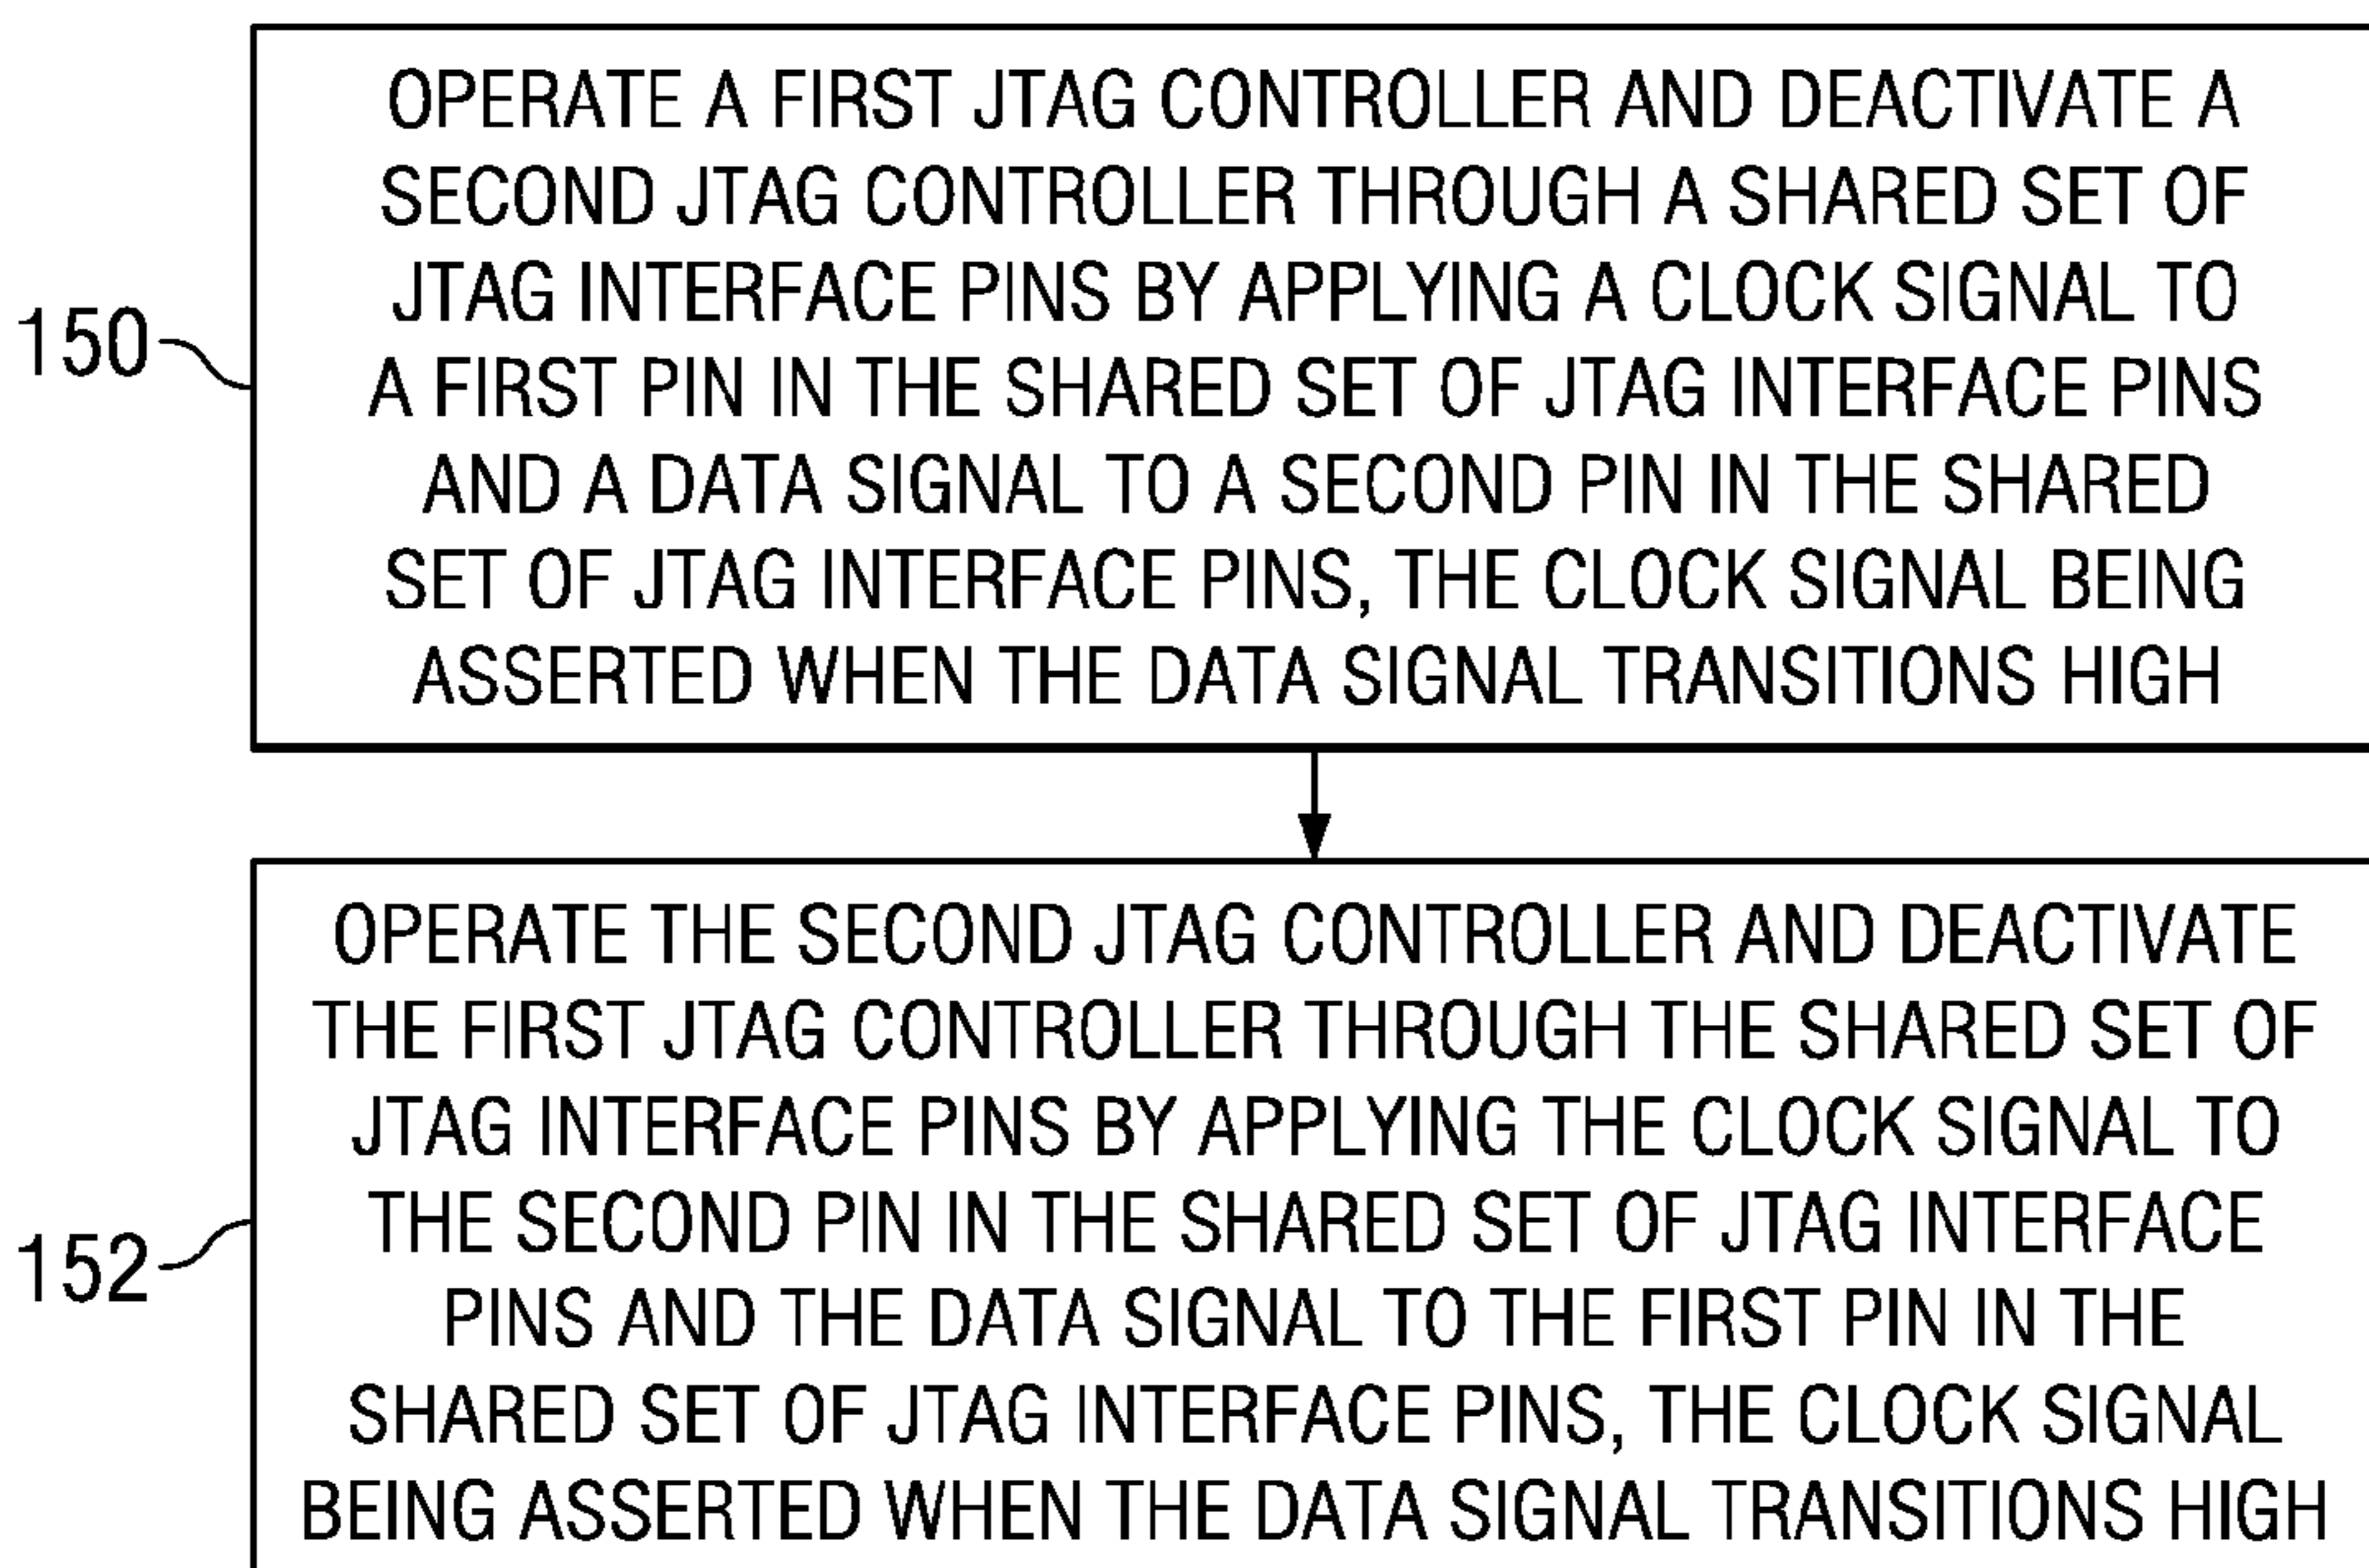 OPERATE A FIRST JTAG CONTROLLER AND DEACTIVATE A
SECOND JTAG CONTROLLER THROUGH A SHARED SET OF
JTAG INTERFACE PINS BY APPLYING A CLOCK SIGNAL TO
A FIRST PIN IN THE SHARED SET OF JTAG INTERFACE PINS
AND A DATA SIGNAL TO A SECOND PIN IN THE SHARED
SET OF JTAG INTERFACE PINS, THE CLOCK SIGNAL BEING
ASSERTED WHEN THE DATA SIGNAL TRANSITIONS HIGH
150
OPERATE THE SECOND JTAG CONTROLLER AND DEACTIVATE
THE FIRST JTAG CONTROLLER THROUGH THE SHARED SET OF
JTAG INTERFACE PINS BY APPLYING THE CLOCK SIGNAL TO
THE SECOND PIN IN THE SHARED SET OF JTAG INTERFACE
PINS AND THE DATA SIGNAL TO THE FIRST PIN IN THE
SHARED SET OF JTAG INTERFACE PINS, THE CLOCK SIGNAL
BEING ASSERTED WHEN THE DATA SIGNAL TRANSITIONS HIGH
152